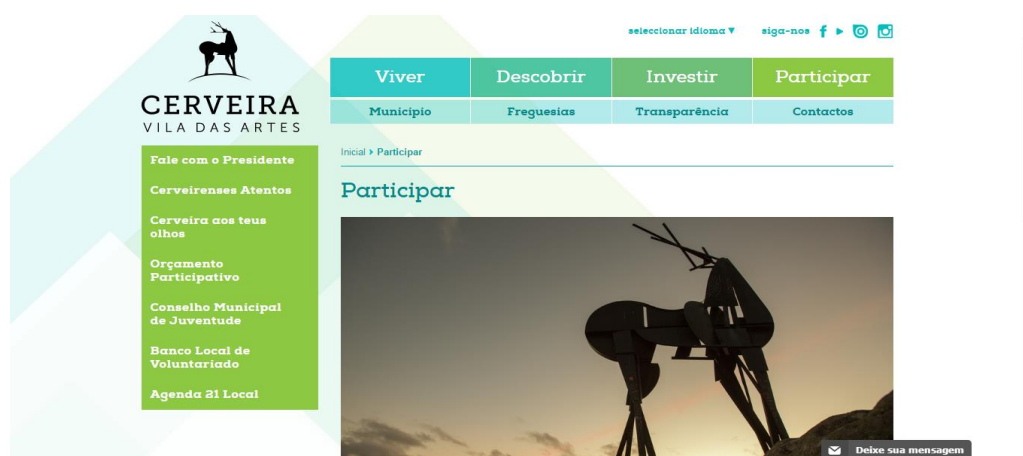 seleccionar idioma ▼ siga-nos
Viver Descobrir Investir Participar
CERVEIRA
VILA DAS ARTES
Município Freguesias Transparência Contactos
Fale com o Presidente
Cerveirenses Atentos
Cerveira aos teus
olhos
Orçamento
Participativo
Conselho Municipal
de Juventude
Banco Local de
Voluntariado
Agenda 21 Local
Inicial > Participar
Participar
Deixe sua mensagem